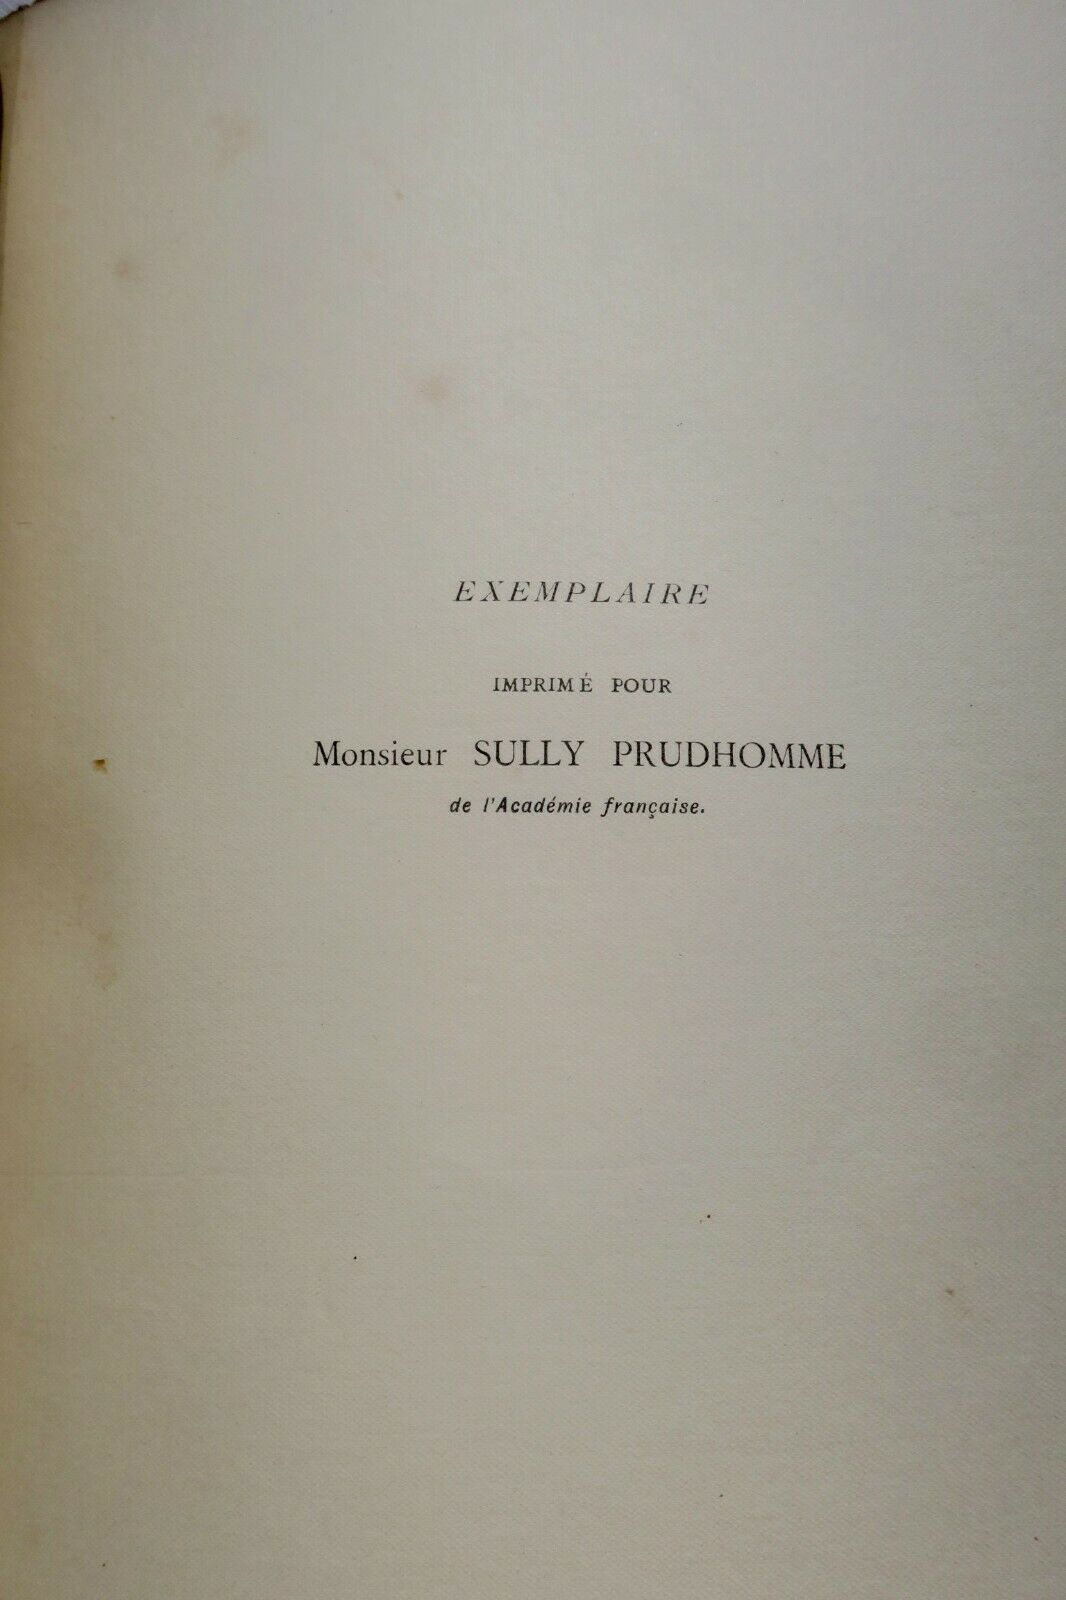 EXEMPLAIRE
IMPRIMÉ POUR
Monsieur SULLY PRUDHOMME
de l'Académie française.